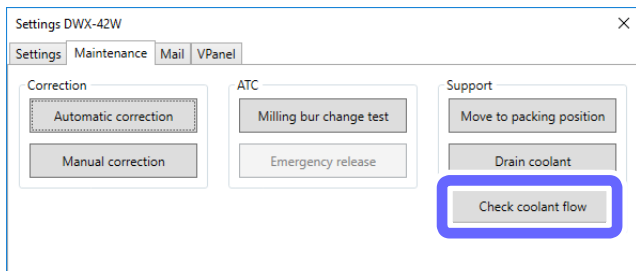 Settings DWX-42W
Settings Maintenance Mail VPanel
Correction ATC Support
Automatic correction Milling bur change test Move to packing position
Manual correction Emergency release Drain coolant
Check coolant flow